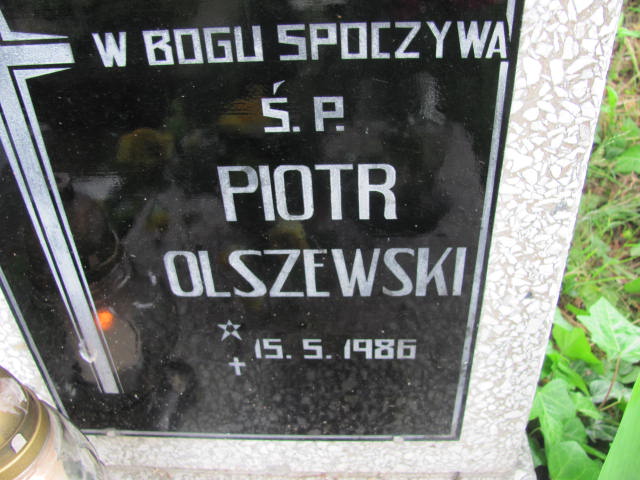 W BOGU SPOCZYWA
Ś. P.
PIOTR
OLSZEWSKI
✡ ✝ 15. 5. 1986